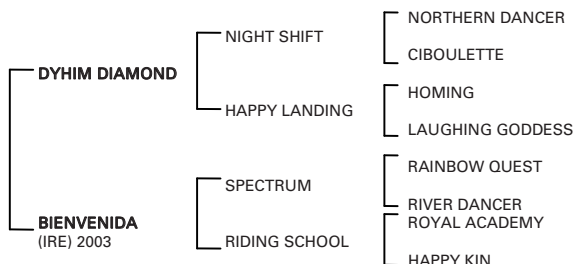 NORTHERN DANCER
NIGHT SHIFT
CIBOULETTE
DYHIM DIAMOND
HOMING
HAPPY LANDING
LAUGHING GODDESS
RAINBOW QUEST
SPECTRUM
RIVER DANCER
BIENVENIDA
ROYAL ACADEMY
(IRE) 2003
RIDING SCHOOL
HAPPY KIN